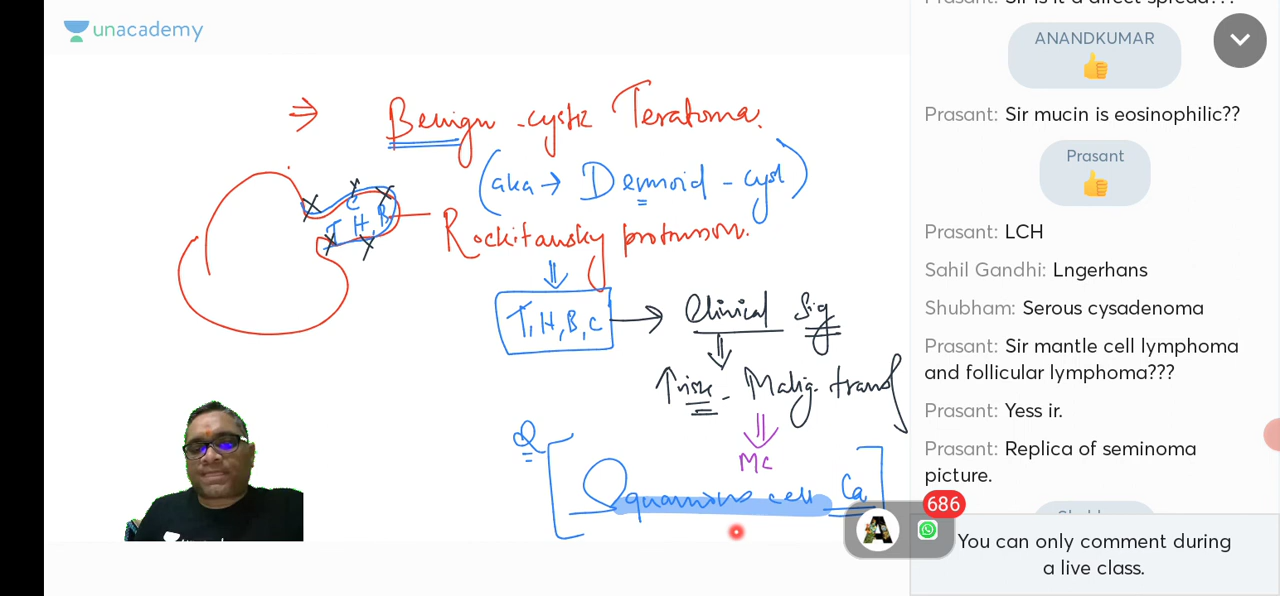 unacademy
⇒ Benign cystic Teratoma.
(aka → Dermoid - cyst)
C
T H, B
Rockitansky protrusion.
T, H, B, C → Clinical Sig
↑ risk - Malig. transf
MC
Q
[Squamous cell Ca]
ANANDKUMAR
👍
Prasant: Sir mucin is eosinophilic??
Prasant
👍
Prasant: LCH
Sahil Gandhi: Lngerhans
Shubham: Serous cysadenoma
Prasant: Sir mantle cell lymphoma
and follicular lymphoma???
Prasant: Yess ir.
Prasant: Replica of seminoma
picture.
686
You can only comment during
a live class.